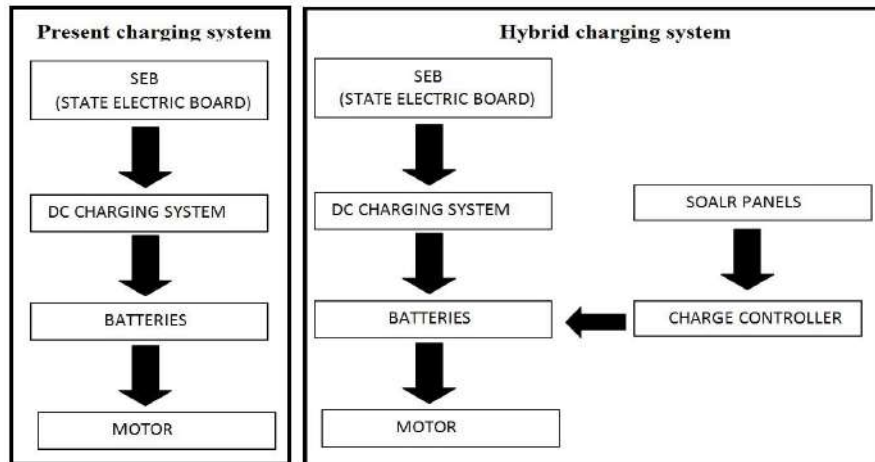 Present charging system
SEB
(STATE ELECTRIC BOARD)
DC CHARGING SYSTEM
BATTERIES
MOTOR
Hybrid charging system
SEB
(STATE ELECTRIC BOARD)
DC CHARGING SYSTEM
BATTERIES
MOTOR
SOALR PANELS
CHARGE CONTROLLER